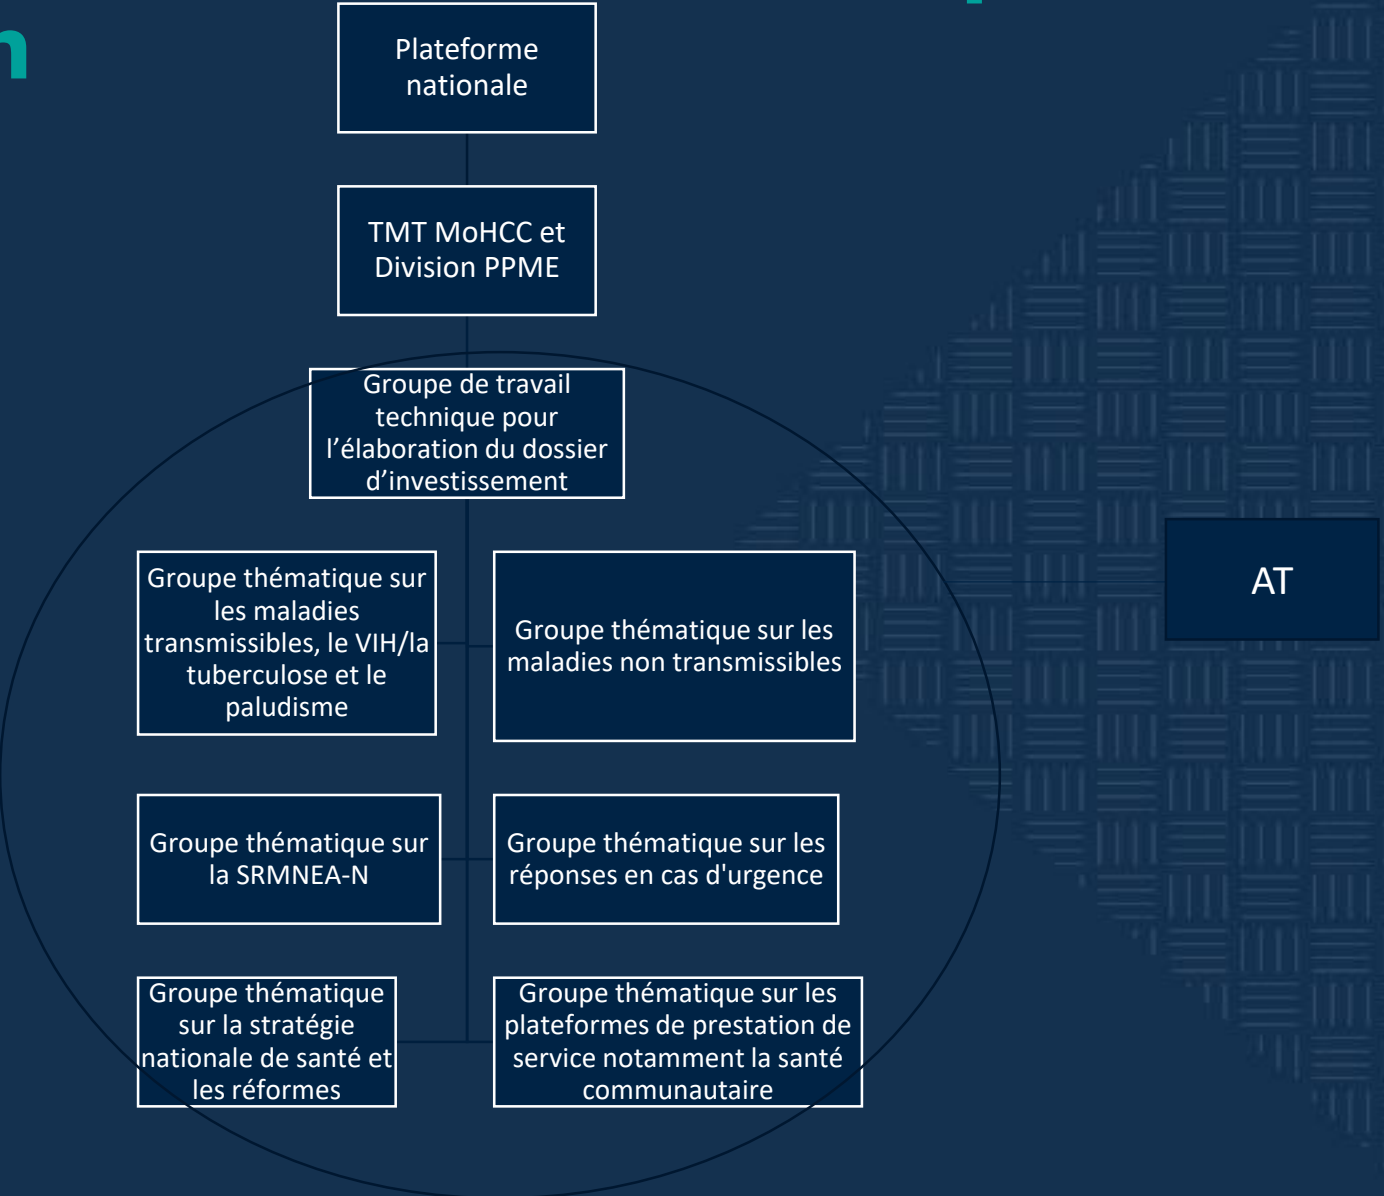 n
Plateforme
nationale
TMT MoHCC et
Division PPME
Groupe de travail
technique pour
l’élaboration du dossier
d’investissement
Groupe thématique sur
les maladies
transmissibles, le VIH/la
tuberculose et le
paludisme
Groupe thématique sur les
maladies non transmissibles
AT
Groupe thématique sur
la SRMNEA-N
Groupe thématique sur les
réponses en cas d'urgence
Groupe thématique
sur la stratégie
nationale de santé et
les réformes
Groupe thématique sur les
plateformes de prestation de
service notamment la santé
communautaire